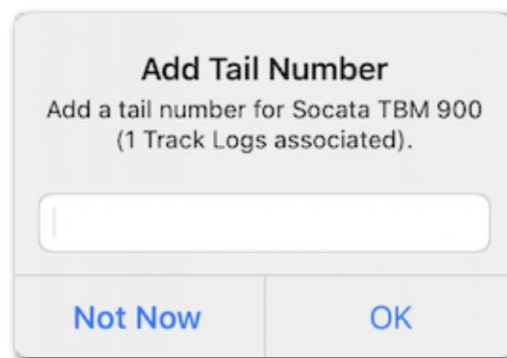 Add Tail Number
Add a tail number for Socata TBM 900
(1 Track Logs associated).
Not Now
OK